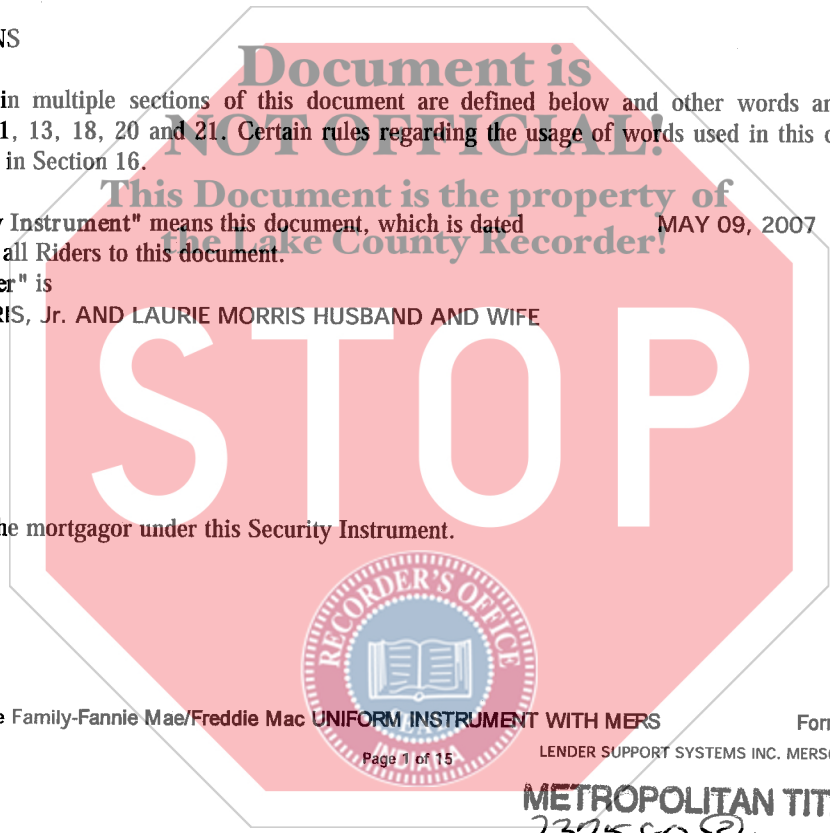 NS
Document is
in multiple sections of this document are defined below and other words an
1, 13, 18, 20 and 21. Certain rules regarding the usage of words used in this
NOT OFFICIAL!
in Section 16.
This Document is the property of
Instrument" means this document, which is dated MAY 09, 2007
the Lake County Recorder!
all Riders to this document.
er" is
RIS, Jr. AND LAURIE MORRIS HUSBAND AND WIFE
STOP
he mortgagor under this Security Instrument.
RECORDER'S OFFICE
INDIANA
e Family-Fannie Mae/Freddie Mac UNIFORM INSTRUMENT WITH MERS For
Page 1 of 15
LENDER SUPPORT SYSTEMS INC. MERS
METROPOLITAN TIT